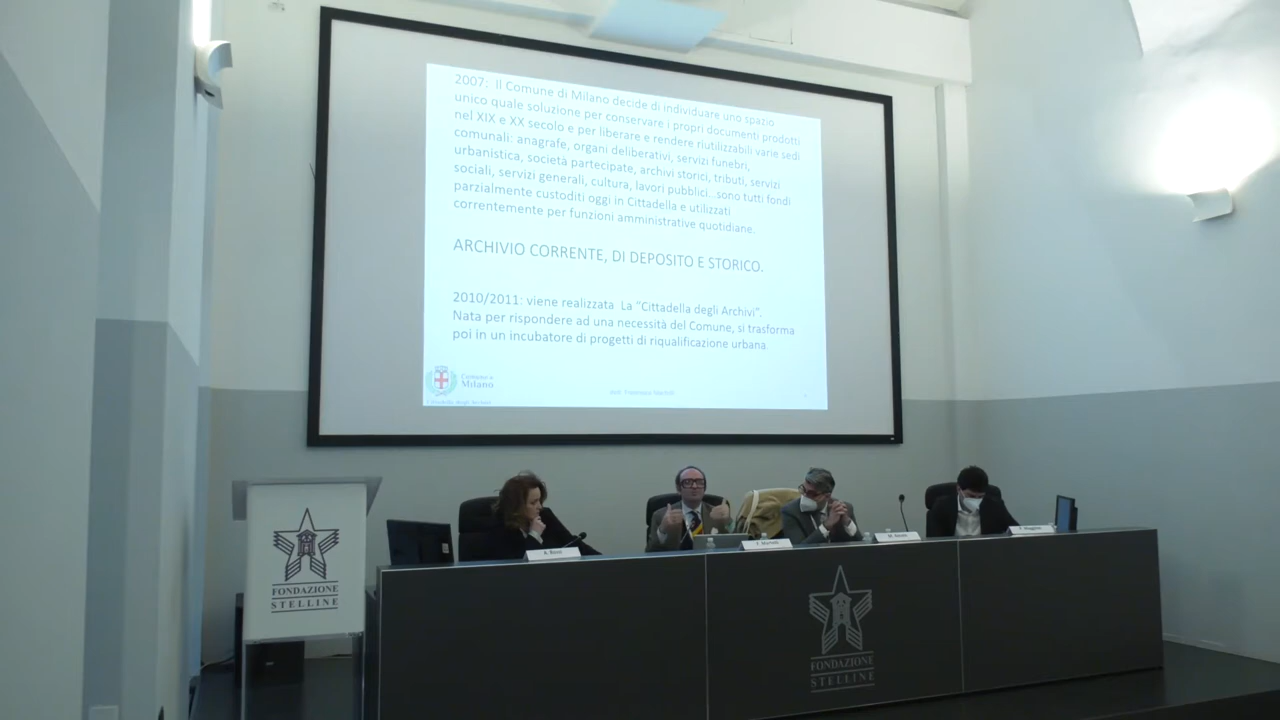 2007: Il Comune di Milano decide di individuare uno spazio
unico quale soluzione per conservare i propri documenti prodotti
nel XIX e XX secolo e per liberare e rendere riutilizzabili varie sedi
comunali: anagrafe, organi deliberativi, servizi funebri,
urbanistica, società partecipate, archivi storici, tributi, servizi
sociali, servizi generali, cultura, lavori pubblici...sono tutti fondi
parzialmente custoditi oggi in Cittadella e utilizzati
correntemente per funzioni amministrative quotidiane.
ARCHIVIO CORRENTE, DI DEPOSITO E STORICO.
2010/2011: viene realizzata La “Cittadella degli Archivi”.
Nata per rispondere ad una necessità del Comune, si trasforma
poi in un incubatore di progetti di riqualificazione urbana.
Comune di
Milano
FONDAZIONE
STELLINE
A. Rossi
FONDAZIONE
STELLINE